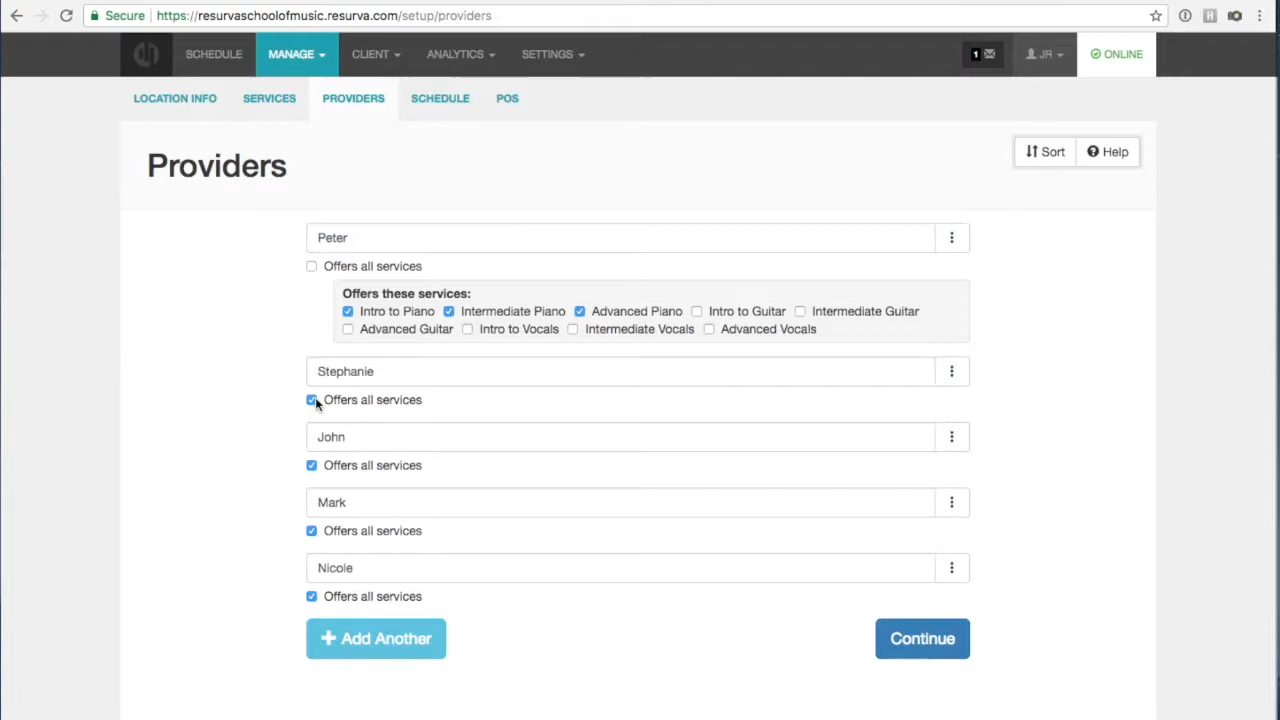 Secure https://resurvaschoolofmusic.resurva.com/setup/providers
SCHEDULE MANAGE CLIENT ANALYTICS SETTINGS 1 JR ONLINE
LOCATION INFO SERVICES PROVIDERS SCHEDULE POS
Providers
Sort Help
Peter
Offers all services
Offers these services:
Intro to Piano Intermediate Piano Advanced Piano Intro to Guitar Intermediate Guitar
Advanced Guitar Intro to Vocals Intermediate Vocals Advanced Vocals
Stephanie
Offers all services
John
Offers all services
Mark
Offers all services
Nicole
Offers all services
+ Add Another Continue